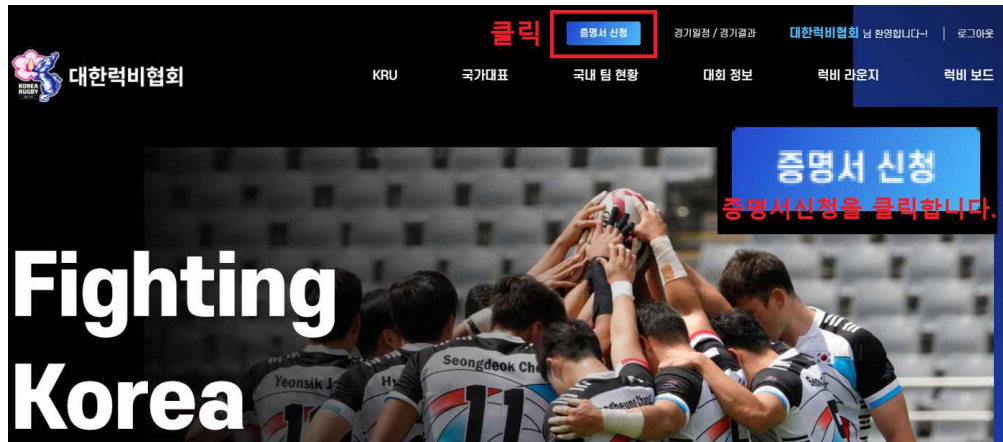 클릭
증명서 신청
경기일정 / 경기결과
대한럭비협회 님 환영합니다~!
로그아웃
KOREA
RUGBY
대한럭비협회
KRU
국가대표
국내 팀 현황
대회 정보
럭비 라운지
럭비 보드
증명서 신청
증명서신청을 클릭합니다.
Fighting
Korea
Yeonsik J
Seongdeok Che
11